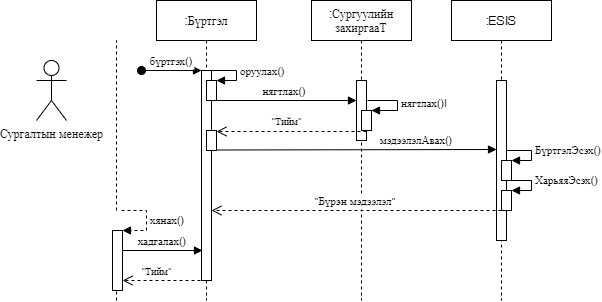 :Бүртгэл
:Сургуулийн
захиргааТ
:ESIS
бүртгэх()
оруулах()
нягтлах()
нягтлах()
"Тийм"
мэдээлэлАвах()
БүртгэлЭсэх()
ХарьяаЭсэх()
"Бүрэн мэдээлэл"
хянах()
хадгалах()
"Тийм"
Сургалтын менежер